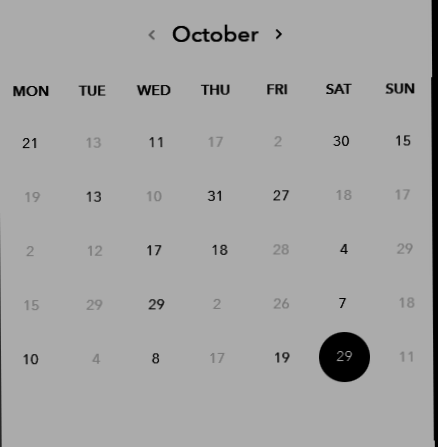 ‹ October ›
MON TUE WED THU FRI SAT SUN
21 13 11 17 2 30 15
19 13 10 31 27 18 17
2 12 17 18 28 4 29
15 29 29 2 26 7 18
10 4 8 17 19 29 11